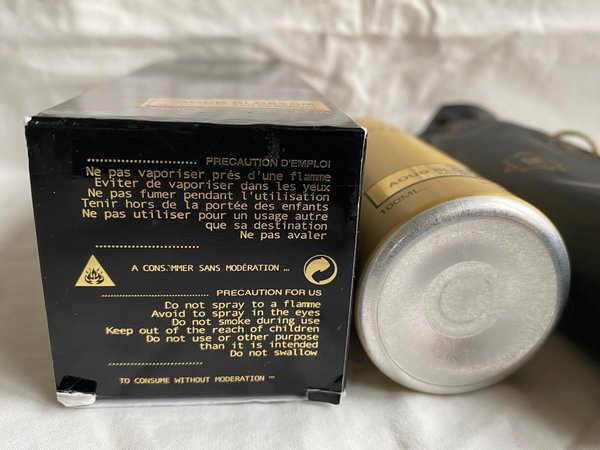 AOUD BLOSSOM
PRECAUTION D'EMPLOI
Ne pas vaporiser prés d'une flamme
Eviter de vaporiser dans les yeux
Ne pas fumer pendant l'utilisation
Tenir hors de la portée des enfants
Ne pas utiliser pour un usage autre
que sa destination
Ne pas avaler
A CONSOMMER SANS MODÉRATION ...
PRECAUTION FOR US
Do not spray to a flamme
Avoid to spray in the eyes
Do not smoke during use
Keep out of the reach of children
Do not use or other purpose
than it is intended
Do not swallow
TO CONSUME WITHOUT MODERATION ...
AOUD
100ML.